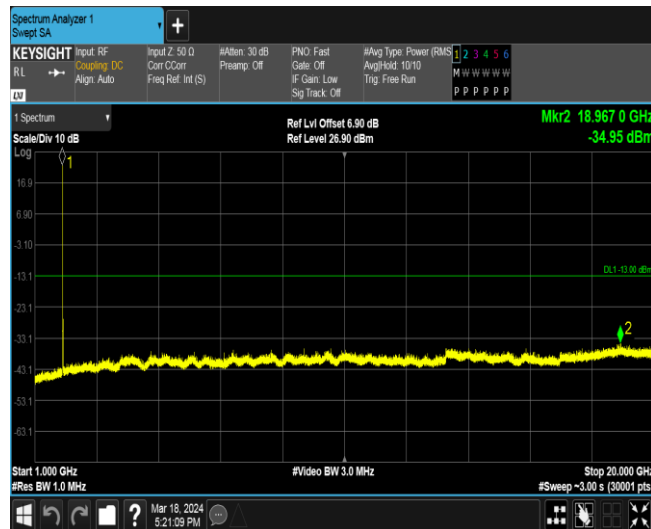 Spectrum Analyzer 1
Swept SA
+
KEYSIGHT Input: RF Input Z: 50 Ω #Atten: 30 dB PNO: Fast #Avg Type: Power (RMS 1 2 3 4 5 6
RL Coupling: DC Corr CCorr Preamp: Off Gate: Off Avg|Hold: 10/10 M W W W W W
Align: Auto Freq Ref: Int (S) IF Gain: Low Trig: Free Run
LXI Sig Track: Off P P P P P P
1 Spectrum Ref Lvl Offset 6.90 dB Mkr2 18.967 0 GHz
Scale/Div 10 dB Ref Level 26.90 dBm -34.95 dBm
Log
1
16.9
6.90
-3.10
-13.1
DL1 -13.00 dBm
-23.1
-33.1
2
-43.1
-53.1
-63.1
Start 1.000 GHz #Video BW 3.0 MHz Stop 20.000 GHz
#Res BW 1.0 MHz #Sweep ~3.00 s (30001 pts
? Mar 18, 2024
5:21:09 PM